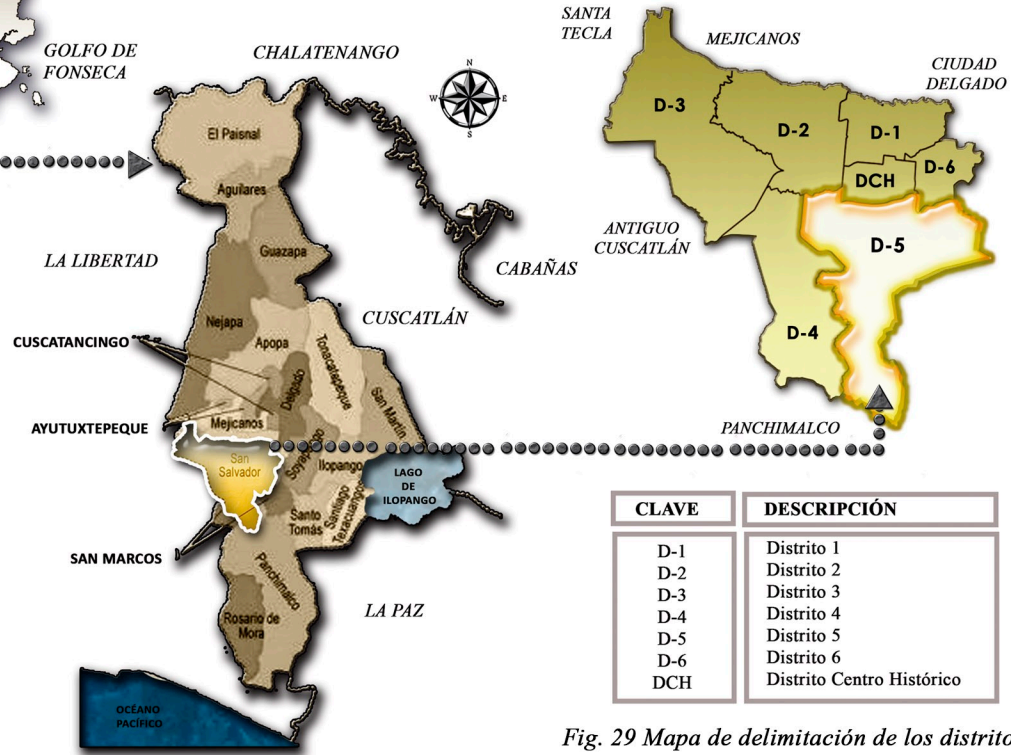 GOLFO DE
FONSECA
CHALATENANGO
N
W
E
S
El Paisnal
Aguilares
LA LIBERTAD
Guazapa
CABAÑAS
Nejapa
CUSCATLÁN
CUSCATANCINGO
Apopa
Tonacatepeque
Delgado
San Martín
AYUTUXTEPEQUE
Mejicanos
San
Salvador
Soyapango
Ilopango
LAGO
DE
ILOPANGO
Santo
Tomás
Santiago
Texacuango
SAN MARCOS
Panchimalco
LA PAZ
Rosario de
Mora
OCÉANO
PACÍFICO
SANTA
TECLA
MEJICANOS
CIUDAD
DELGADO
D-3
D-2
D-1
D-6
DCH
ANTIGUO
CUSCATLÁN
D-5
D-4
PANCHIMALCO
CLAVE DESCRIPCIÓN
D-1 Distrito 1
D-2 Distrito 2
D-3 Distrito 3
D-4 Distrito 4
D-5 Distrito 5
D-6 Distrito 6
DCH Distrito Centro Histórico
Fig. 29 Mapa de delimitación de los distrito